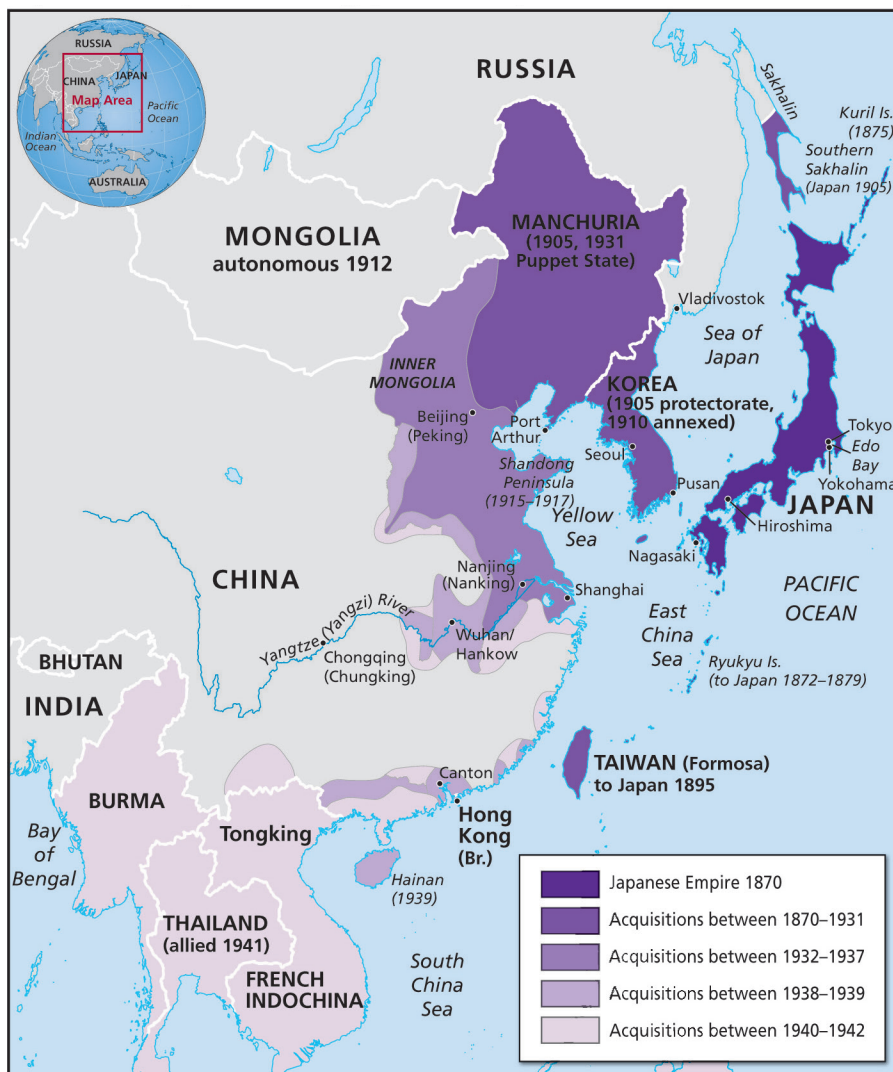 RUSSIA
CHINA
JAPAN
Map Area
Pacific
Ocean
Indian
Ocean
AUSTRALIA
RUSSIA
Sakhalin
Kuril Is.
(1875)
Southern
Sakhalin
(Japan 1905)
MONGOLIA
autonomous 1912
MANCHURIA
(1905, 1931
Puppet State)
Vladivostok
Sea of
Japan
INNER
MONGOLIA
Beijing
(Peking)
Port
Arthur
KOREA
(1905 protectorate,
1910 annexed)
Seoul
Shandong
Peninsula
(1915–1917)
Pusan
Tokyo
Edo
Bay
Yokohama
JAPAN
Hiroshima
Yellow
Sea
Nagasaki
CHINA
Nanjing
(Nanking)
Shanghai
PACIFIC
OCEAN
Yangtze (Yangzi) River
Wuhan/
Hankow
Chongqing
(Chungking)
East
China
Sea
Ryukyu Is.
(to Japan 1872–1879)
BHUTAN
INDIA
BURMA
Bay
of
Bengal
Canton
Hong
Kong
(Br.)
TAIWAN (Formosa)
to Japan 1895
Tongking
Hainan
(1939)
THAILAND
(allied 1941)
FRENCH
INDOCHINA
South
China
Sea
Japanese Empire 1870
Acquisitions between 1870–1931
Acquisitions between 1932–1937
Acquisitions between 1938–1939
Acquisitions between 1940–1942